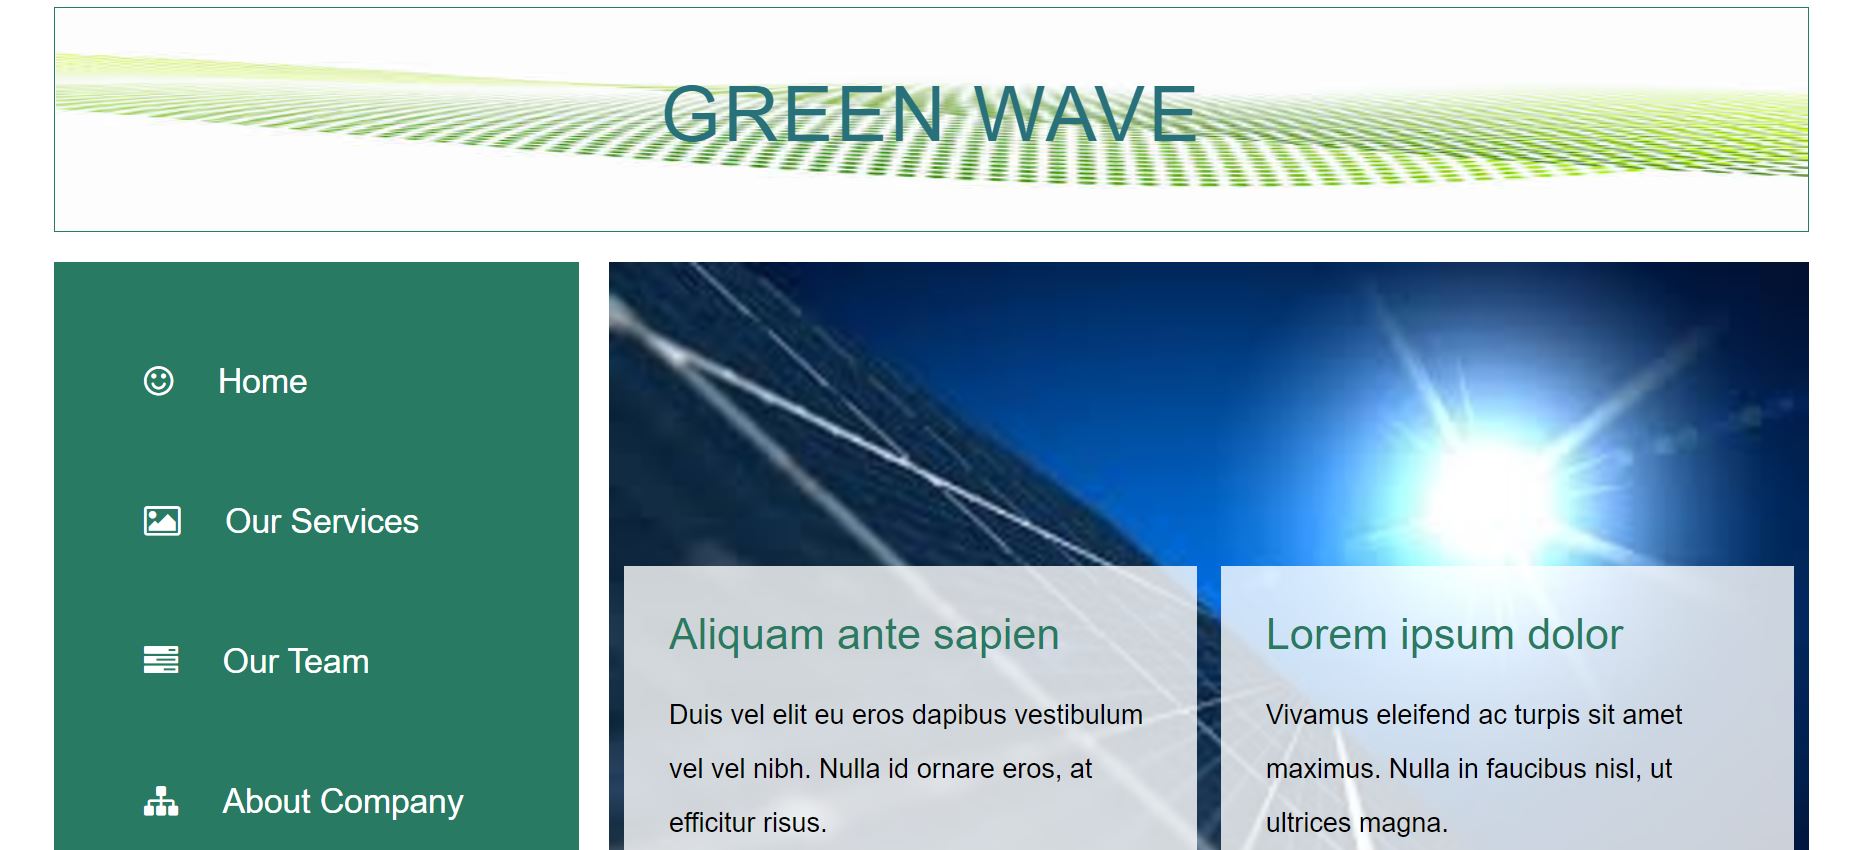 GREEN WAVE
Home
Our Services
Our Team
About Company
Aliquam ante sapien
Duis vel elit eu eros dapibus vestibulum
vel vel nibh. Nulla id ornare eros, at
efficitur risus.
Lorem ipsum dolor
Vivamus eleifend ac turpis sit amet
maximus. Nulla in faucibus nisl, ut
ultrices magna.